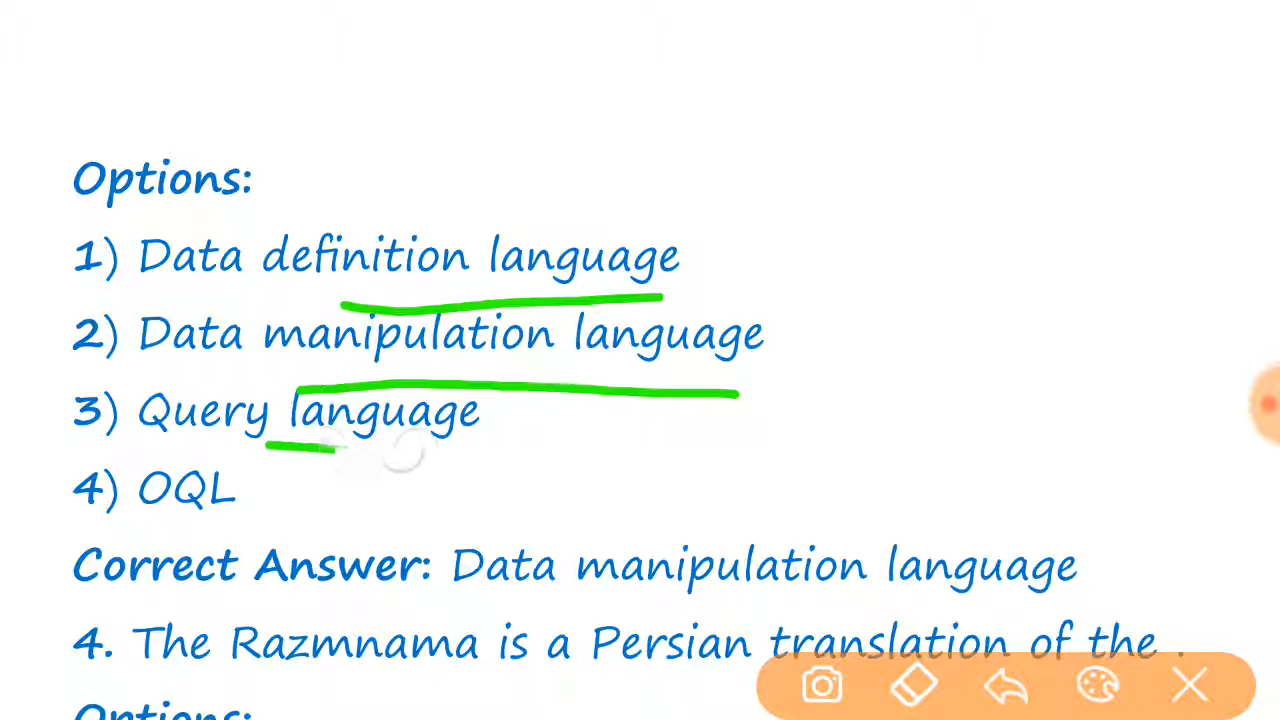 Options:
1) Data definition language
2) Data manipulation language
3) Query language
4) OQL
Correct Answer: Data manipulation language
4. The Razmnama is a Persian translation of the .
Options: